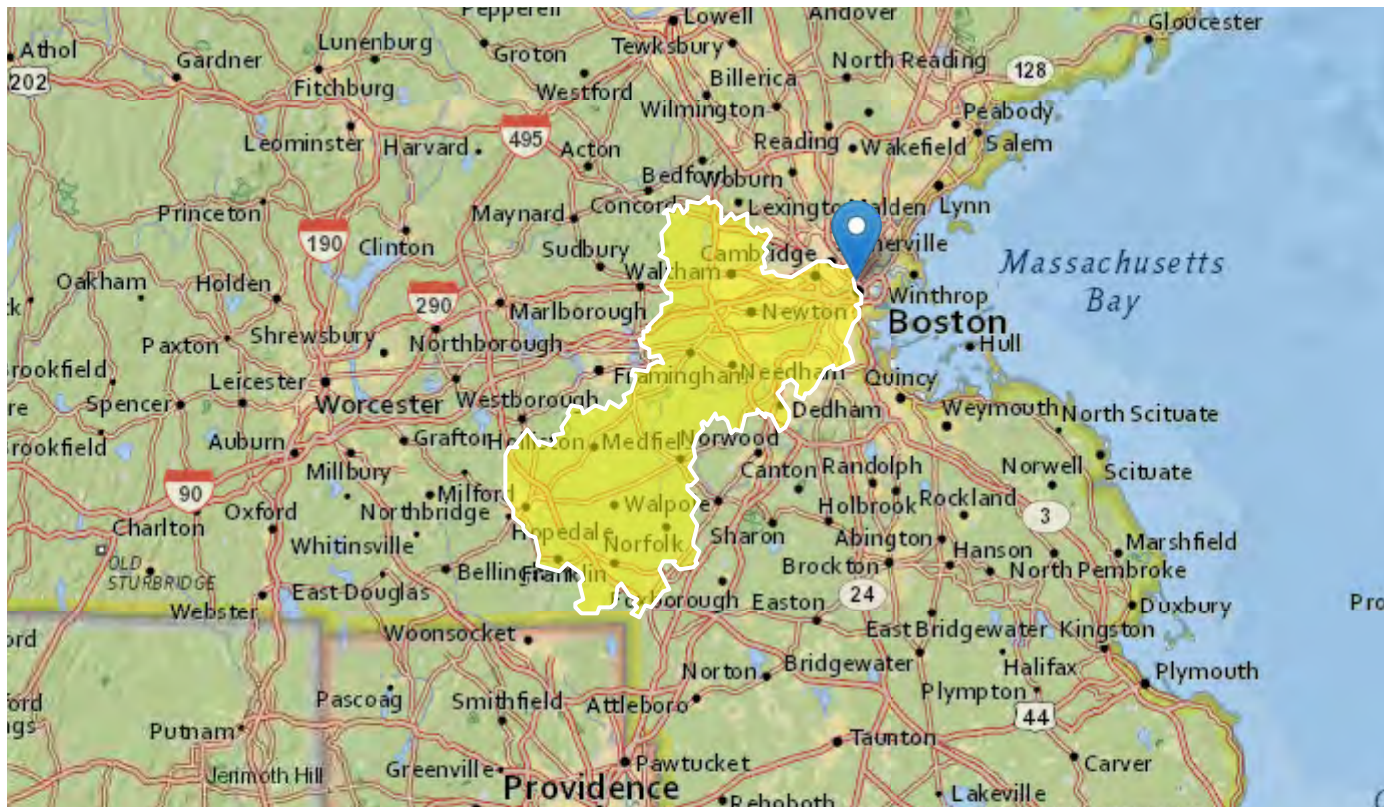 Pepperell
Lowell
Andover
Gloucester
Athol
Lunenburg
Groton
Tewksbury
Gardner
North Reading
202
Fitchburg
Westford
Billerica
128
Wilmington
Peabody
495
Leominster
Harvard
Acton
Reading
Wakefield
Salem
Bedford
Woburn
Princeton
Maynard
Concord
Lexington
Malden
Lynn
190
Clinton
Sudbury
Cambridge
Massachusetts
Bay
Oakham
Holden
Waltham
290
Marlborough
Newton
Winthrop
Boston
Paxton
Shrewsbury
Northborough
Hull
Leicester
Framingham
Needham
Quincy
Spencer
Worcester
Westborough
Dedham
Weymouth
North Scituate
Auburn
Grafton
Holliston
Medfield
Norwood
Millbury
Canton
Randolph
Norwell
Scituate
90
Milford
Walpole
Holbrook
Rockland
3
Charlton
Oxford
Northbridge
Hopedale
Whitinsville
Norfolk
Sharon
Abington
Hanson
Marshfield
OLD
STURBRIDGE
Bellingham
Franklin
Brockton
North Pembroke
East Douglas
Foxborough
Easton
24
Duxbury
Webster
Woonsocket
East Bridgewater
Kingston
Norton
Bridgewater
Halifax
Plymouth
Pascoag
Smithfield
Attleboro
Plympton
44
Putnam
Taunton
Jerimoth Hill
Greenville
Pawtucket
Carver
Providence
Rehoboth
Lakeville